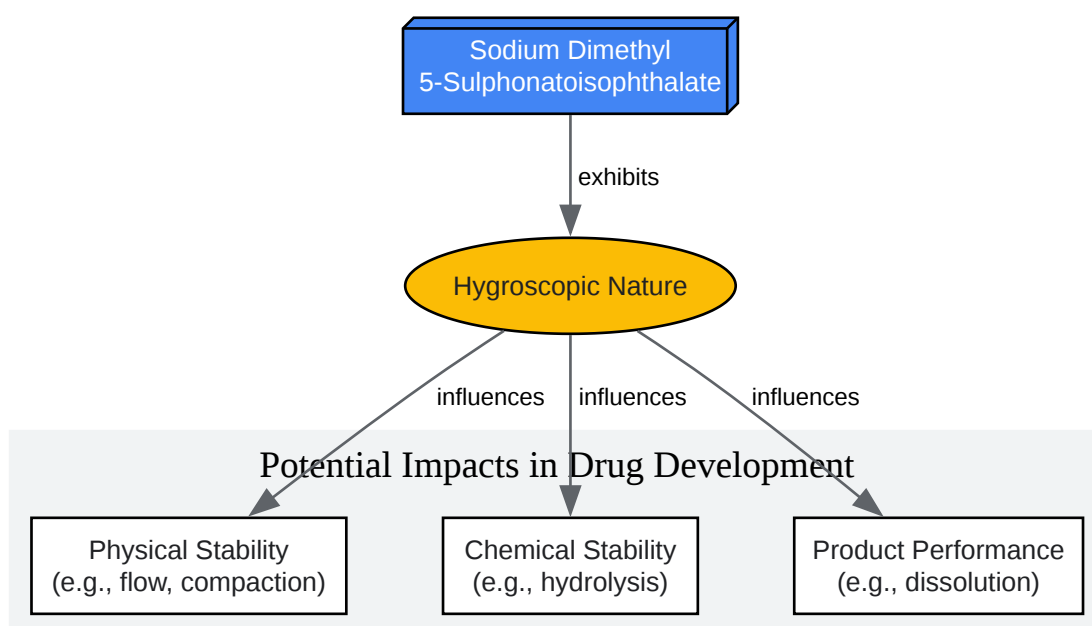 Sodium Dimethyl
5-Sulphonatoisophthalate
exhibits
Hygroscopic Nature
influences
influences
influences
Potential Impacts in Drug Development
Physical Stability
(e.g., flow, compaction)
Chemical Stability
(e.g., hydrolysis)
Product Performance
(e.g., dissolution)